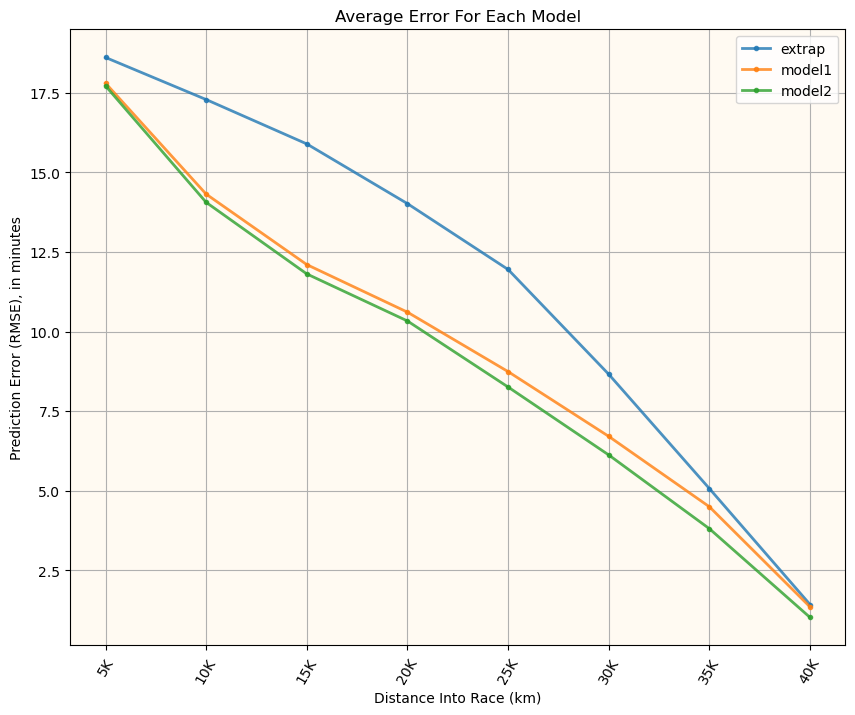 Average Error For Each Model
extrap
model1
model2
Prediction Error (RMSE), in minutes
17.5
15.0
12.5
10.0
7.5
5.0
2.5
5K
10K
15K
20K
25K
30K
35K
40K
Distance Into Race (km)